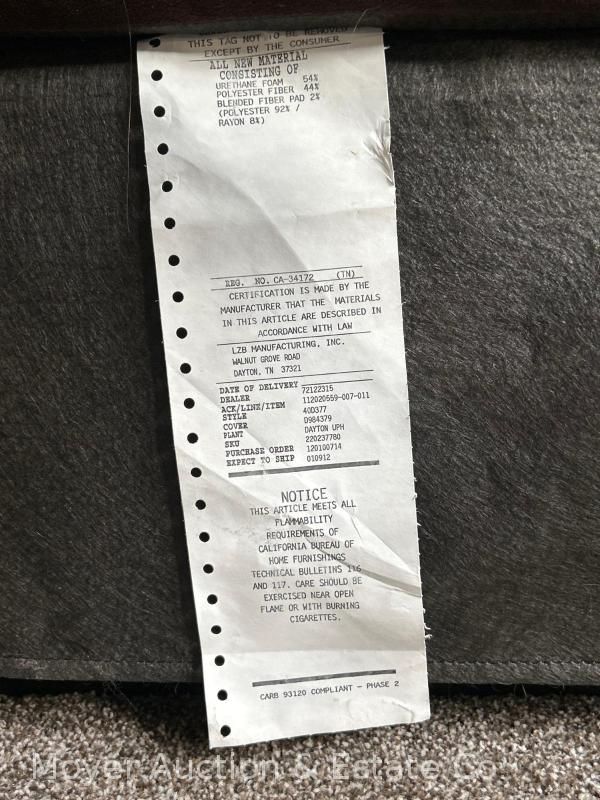 THIS TAG NOT TO BE REMOVED
EXCEPT BY THE CONSUMER
ALL NEW MATERIAL
CONSISTING OF
URETHANE FOAM 54%
POLYESTER FIBER 44%
BLENDED FIBER PAD 2%
(POLYESTER 92% /
RAYON 8%)
REG. NO. CA-34172 (TN)
CERTIFICATION IS MADE BY THE
MANUFACTURER THAT THE MATERIALS
IN THIS ARTICLE ARE DESCRIBED IN
ACCORDANCE WITH LAW
LZB MANUFACTURING, INC.
WALNUT GROVE ROAD
DAYTON, TN 37321
DATE OF DELIVERY
DEALER 72122315
ACK/LINE/ITEM 112020559-007-011
STYLE 40D377
COVER D984379
PLANT DAYTON UPH
SKU 220237780
PURCHASE ORDER 120100714
EXPECT TO SHIP 010912
NOTICE
THIS ARTICLE MEETS ALL
FLAMMABILITY
REQUIREMENTS OF
CALIFORNIA BUREAU OF
HOME FURNISHINGS
TECHNICAL BULLETINS 116
AND 117. CARE SHOULD BE
EXERCISED NEAR OPEN
FLAME OR WITH BURNING
CIGARETTES.
CARB 93120 COMPLIANT - PHASE 2
Moyer Auction & Estate Co